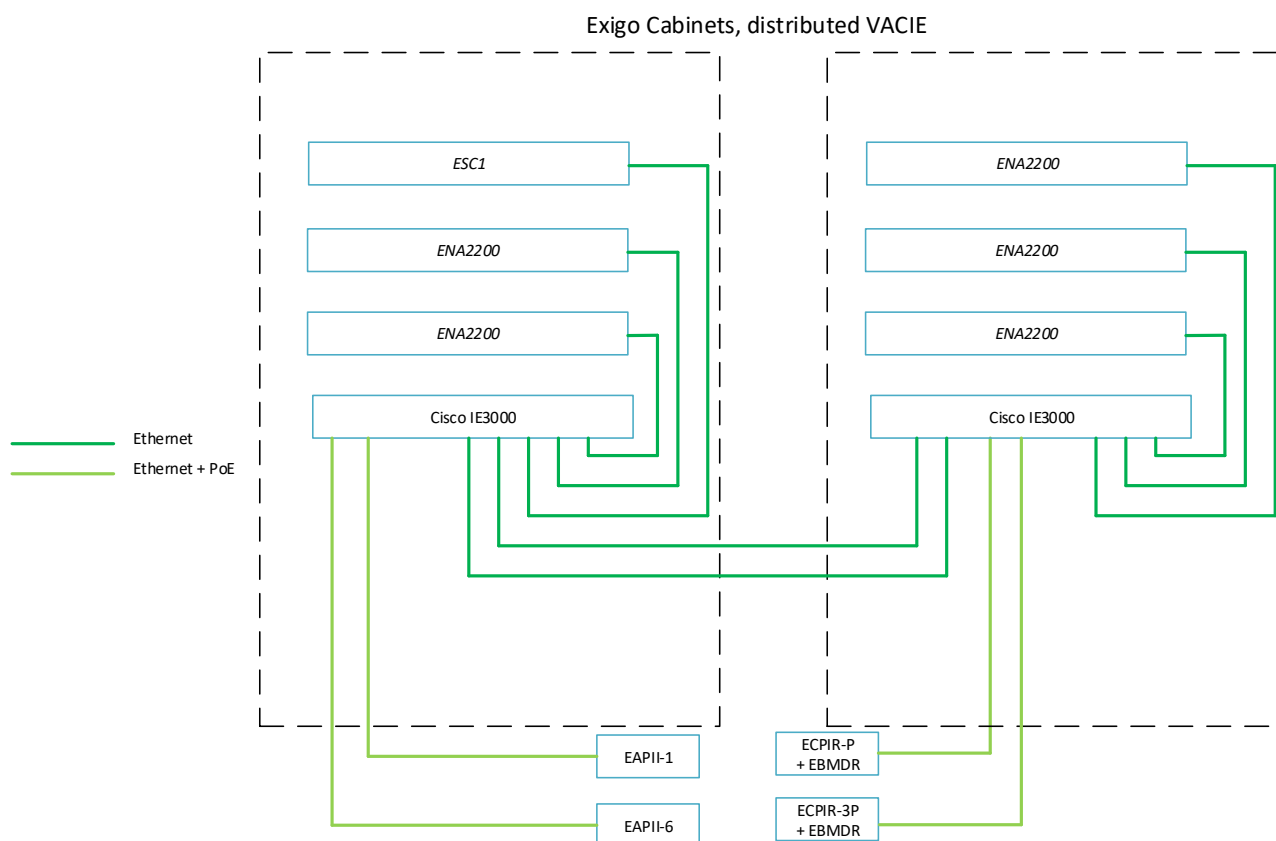 Exigo Cabinets, distributed VACIE
ESC1
ENA2200
ENA2200
ENA2200
ENA2200
ENA2200
Cisco IE3000
Cisco IE3000
Ethernet
Ethernet + PoE
EAPII-1
ECPIR-P
+ EBMDR
EAPII-6
ECPIR-3P
+ EBMDR